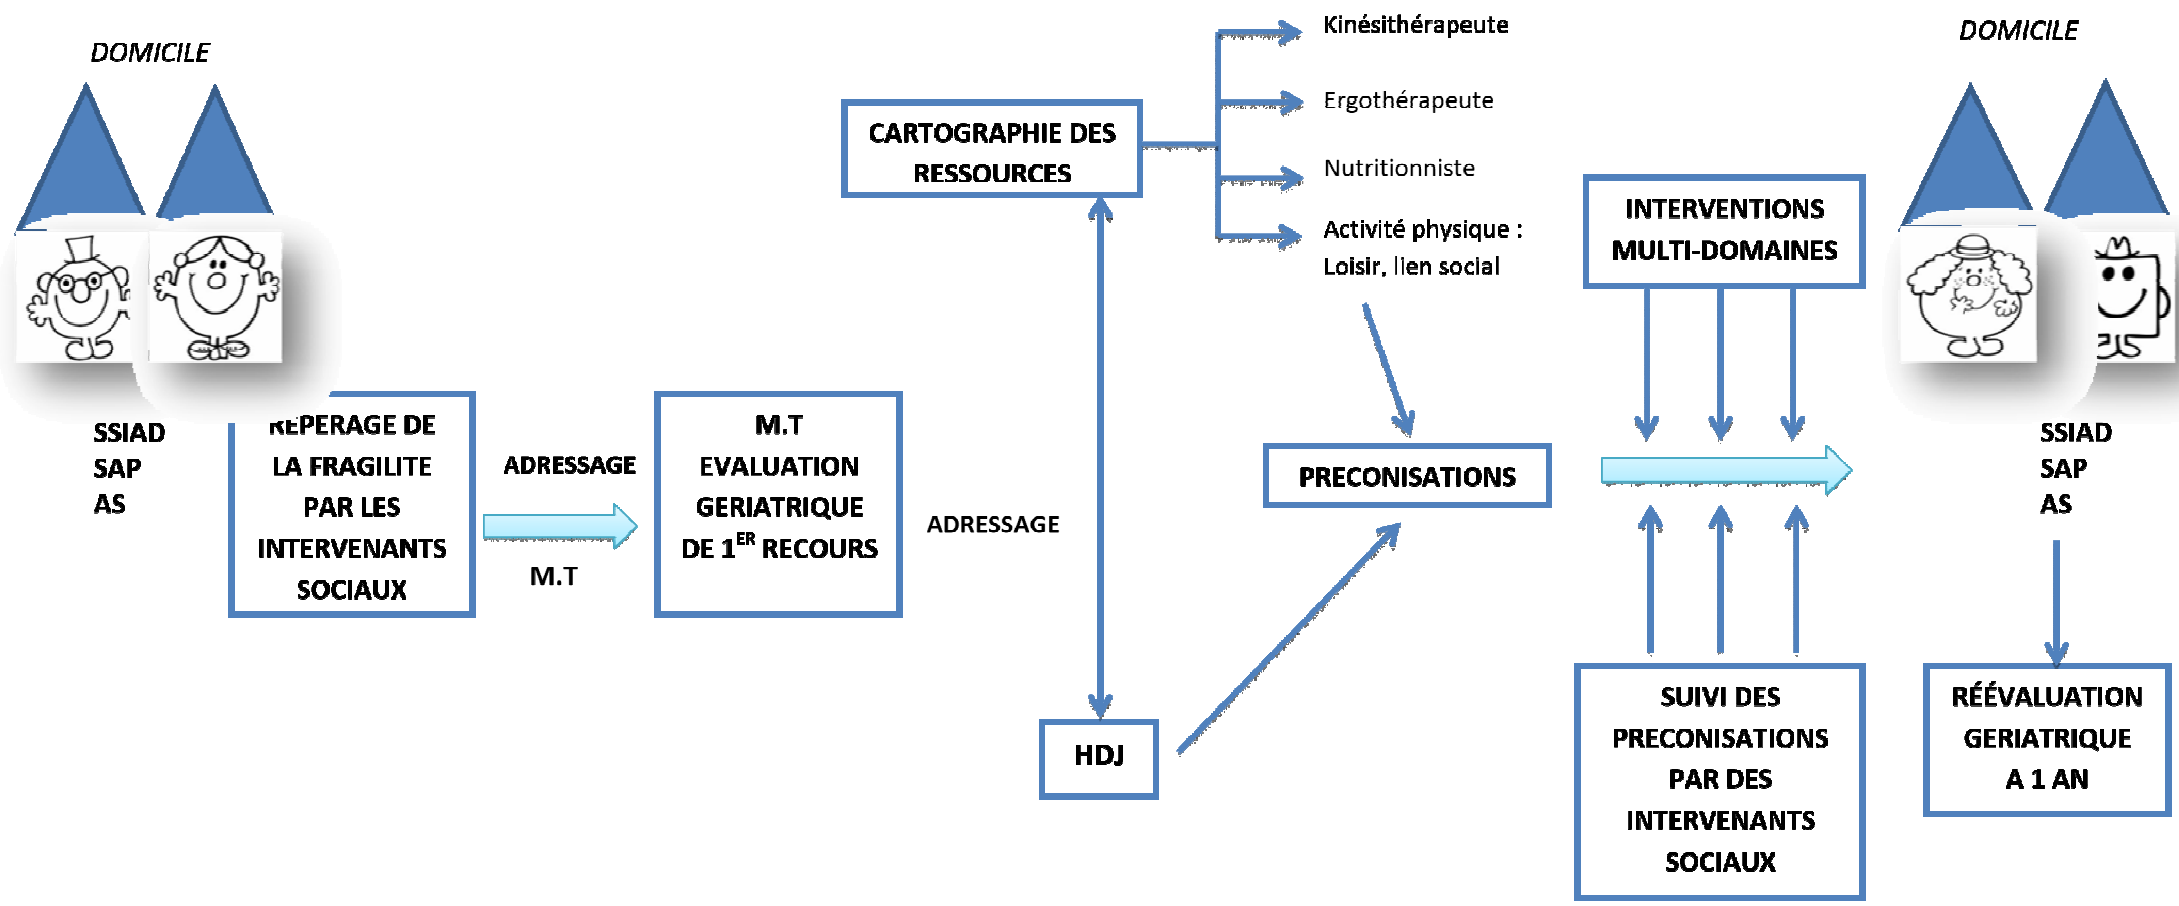 DOMICILE
SSIAD
SAP
AS
REPERAGE DE
LA FRAGILITE
PAR LES
INTERVENANTS
SOCIAUX
ADRESSAGE
M.T
M.T
EVALUATION
GERIATRIQUE
DE 1ER RECOURS
ADRESSAGE
CARTOGRAPHIE DES
RESSOURCES
HDJ
Kinésithérapeute
Ergothérapeute
Nutritionniste
Activité physique :
Loisir, lien social
PRECONISATIONS
INTERVENTIONS
MULTI-DOMAINES
SUIVI DES
PRECONISATIONS
PAR DES
INTERVENANTS
SOCIAUX
DOMICILE
SSIAD
SAP
AS
RÉÉVALUATION
GERIATRIQUE
A 1 AN